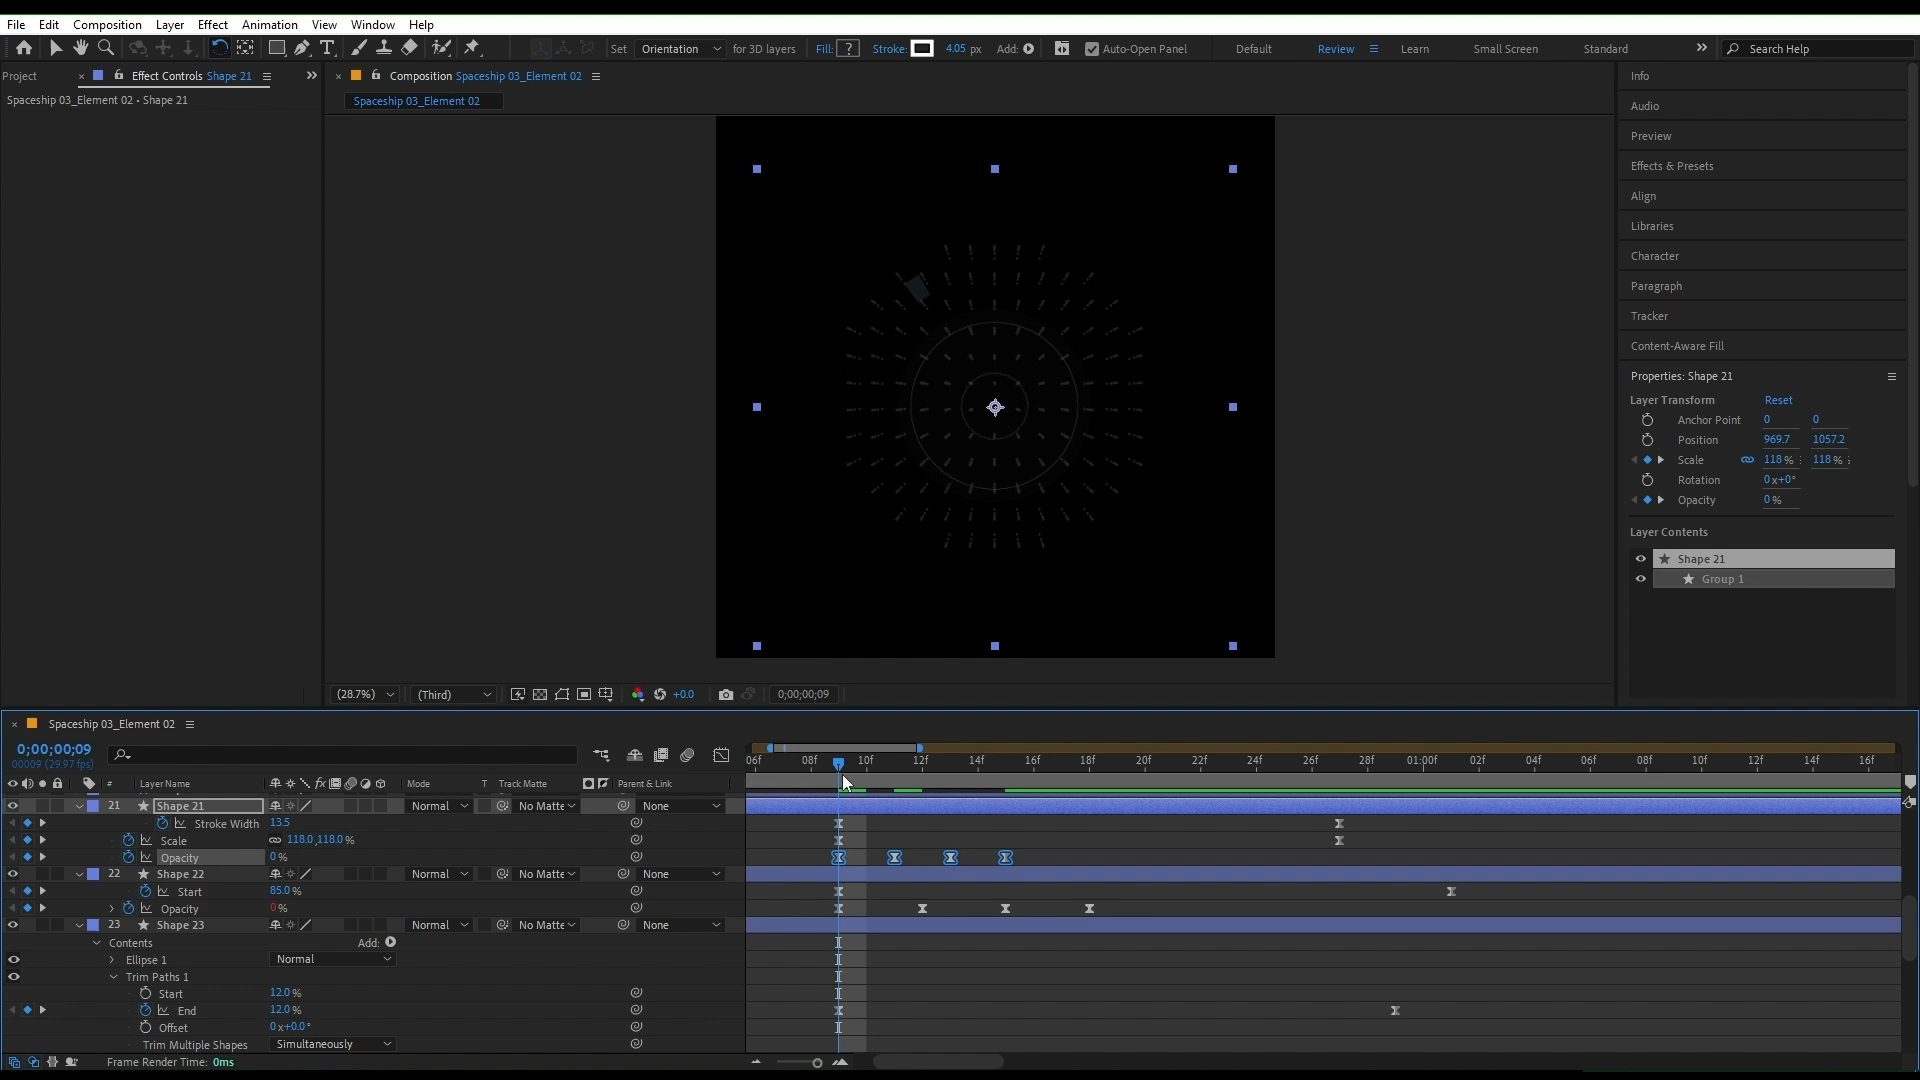 File Edit Composition Layer Effect Animation View Window Help
Set Orientation for 3D layers Fill: ? Stroke: 4.05 px Add: Auto-Open Panel Default Review Learn Small Screen Standard Search Help
Project Effect Controls Shape 21
Spaceship 03_Element 02 • Shape 21
Composition Spaceship 03_Element 02
Spaceship 03_Element 02
(28.7%) (Third) +0.0 0;00;00;09
Info
Audio
Preview
Effects & Presets
Align
Libraries
Character
Paragraph
Tracker
Content-Aware Fill
Properties: Shape 21
Layer Transform Reset
Anchor Point 0 0
Position 969.7 1057.2
Scale 118 % 118 %
Rotation 0x+0°
Opacity 0 %
Layer Contents
Shape 21
Group 1
Spaceship 03_Element 02
0;00;00;09
00009 (29.97 fps)
06f 08f 10f 12f 14f 16f 18f 20f 22f 24f 26f 28f 01:00f 02f 04f 06f 08f 10f 12f 14f 16f
# Layer Name fx Mode T Track Matte Parent & Link
21 Shape 21 Normal No Matte None
Stroke Width 13.5
Scale 118.0,118.0 %
Opacity 0 %
22 Shape 22 Normal No Matte None
Start 85.0 %
Opacity 0 %
23 Shape 23 Normal No Matte None
Contents Add:
Ellipse 1 Normal
Trim Paths 1
Start 12.0 %
End 12.0 %
Offset 0x+0.0°
Trim Multiple Shapes Simultaneously
Frame Render Time: 0ms